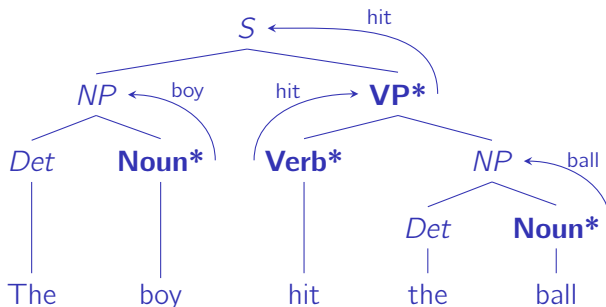 hit
S
NP boy hit VP*
Det Noun* Verb* NP ball
Det Noun*
The boy hit the ball